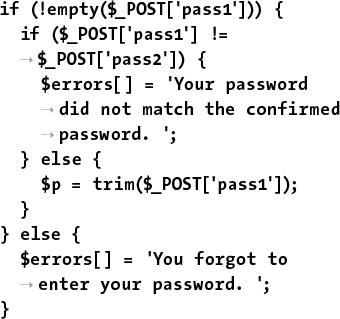 if (!empty($_POST['pass1'])) {
if ($_POST['pass1'] !=
→ $_POST['pass2']) {
$errors[] = 'Your password
→ did not match the confirmed
→ password. ';
} else {
$p = trim($_POST['pass1']);
}
} else {
$errors[] = 'You forgot to
→ enter your password. ';
}